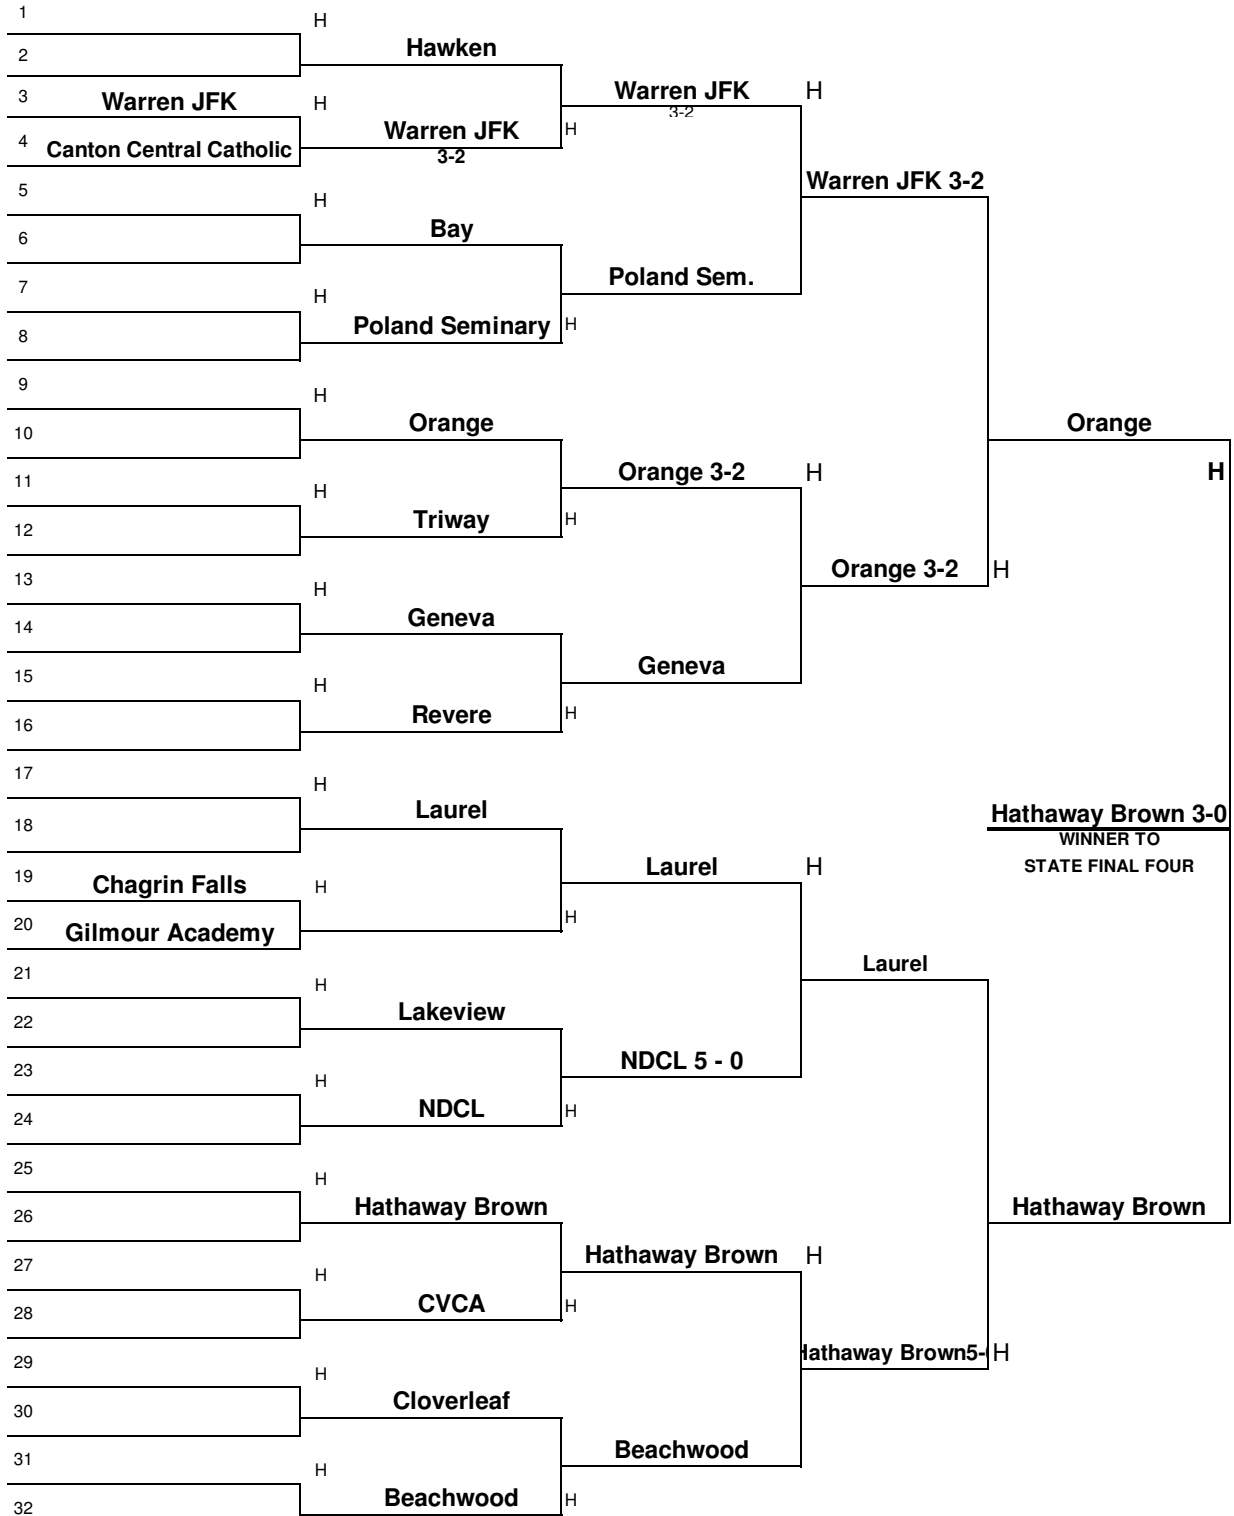 1
H
2
Hawken
3
Warren JFK
H
Warren JFK
H
3-2
4
Canton Central Catholic
Warren JFK
H
3-2
Warren JFK 3-2
5
H
6
Bay
7
H
Poland Sem.
8
Poland Seminary
H
9
H
10
Orange
Orange
11
H
Orange 3-2
H
H
12
Triway
H
13
H
Orange 3-2
H
14
Geneva
15
H
Geneva
16
Revere
H
17
H
18
Laurel
Hathaway Brown 3-0
WINNER TO
STATE FINAL FOUR
19
Chagrin Falls
H
Laurel
H
20
Gilmour Academy
H
21
H
Laurel
22
Lakeview
23
H
NDCL 5 - 0
24
NDCL
H
25
H
26
Hathaway Brown
Hathaway Brown
27
H
Hathaway Brown
H
28
CVCA
H
29
H
Hathaway Brown5-
H
30
Cloverleaf
31
H
Beachwood
32
Beachwood
H